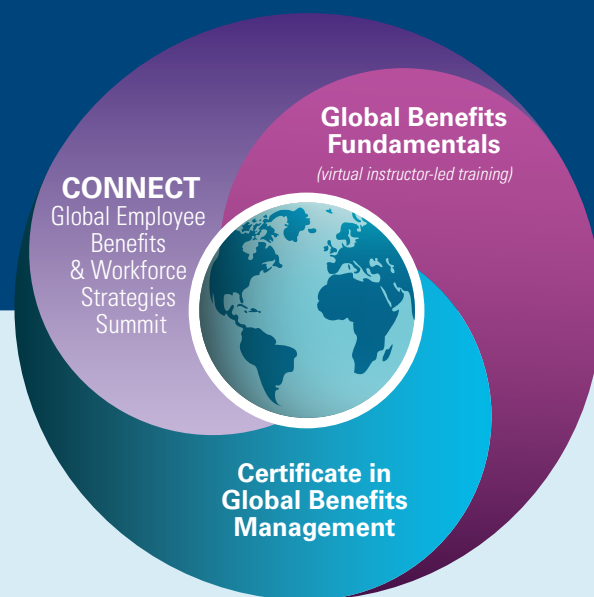 Global Benefits
Fundamentals
(virtual instructor-led training)
CONNECT
Global Employee
Benefits
& Workforce
Strategies
Summit
Certificate in
Global Benefits
Management